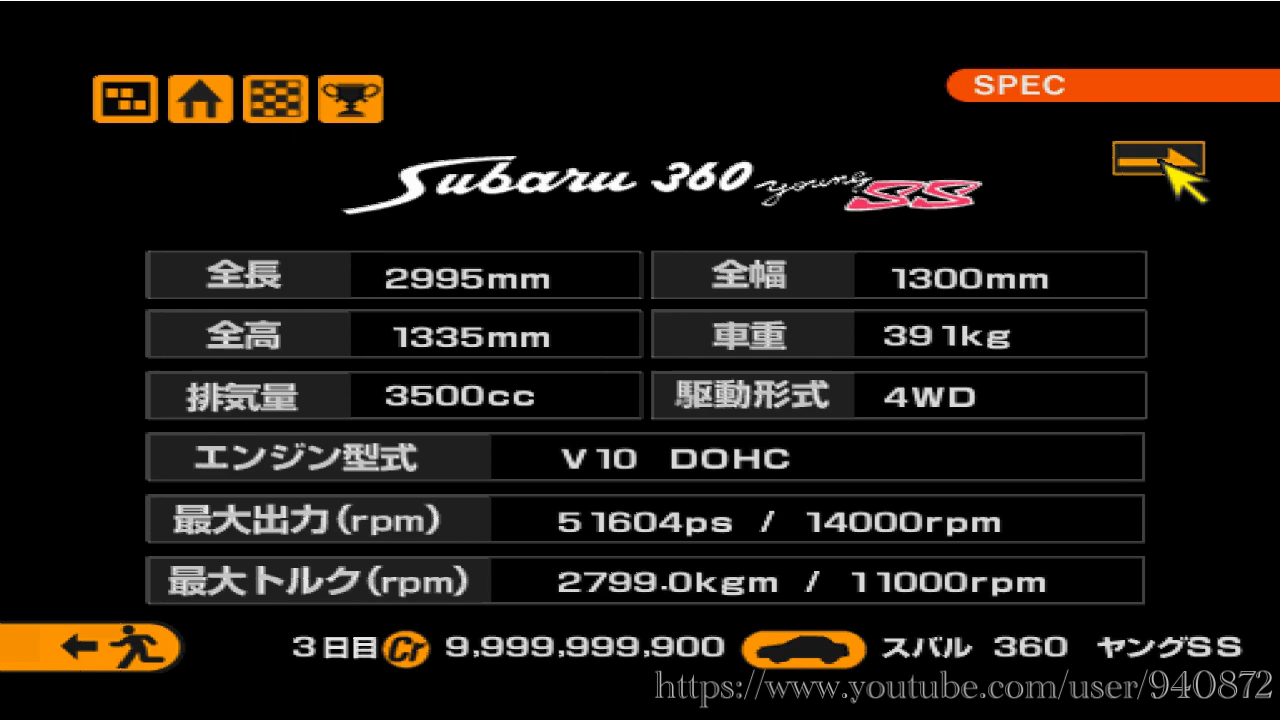 SPEC
Subaru 360 young SS
全長 2995mm 全幅 1300mm
全高 1335mm 車重 391kg
排気量 3500cc 駆動形式 4WD
エンジン型式 V10 DOHC
最大出力(rpm) 51604ps / 14000rpm
最大トルク(rpm) 2799.0kgm / 11000rpm
3日目 Cr 9,999,999,900 スバル 360 ヤングSS
https://www.youtube.com/user/940872